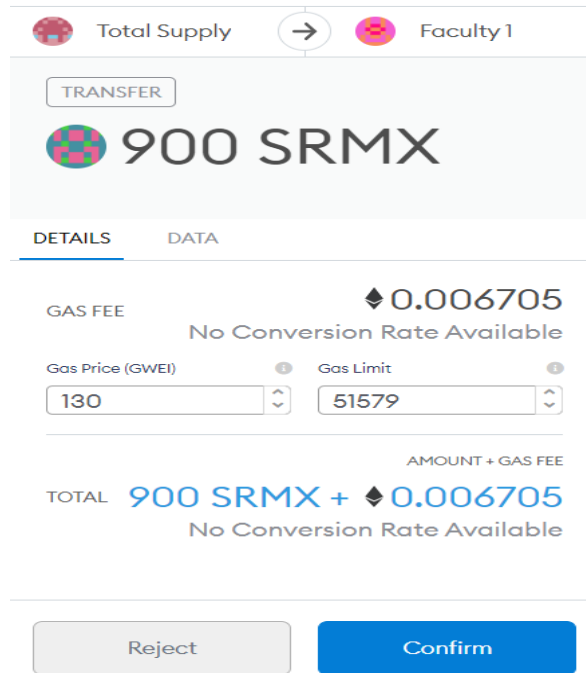 Total Supply Faculty 1
TRANSFER
900 SRMX
DETAILS DATA
GAS FEE 0.006705
No Conversion Rate Available
Gas Price (GWEI) Gas Limit
130 51579
AMOUNT + GAS FEE
TOTAL 900 SRMX + 0.006705
No Conversion Rate Available
Reject Confirm